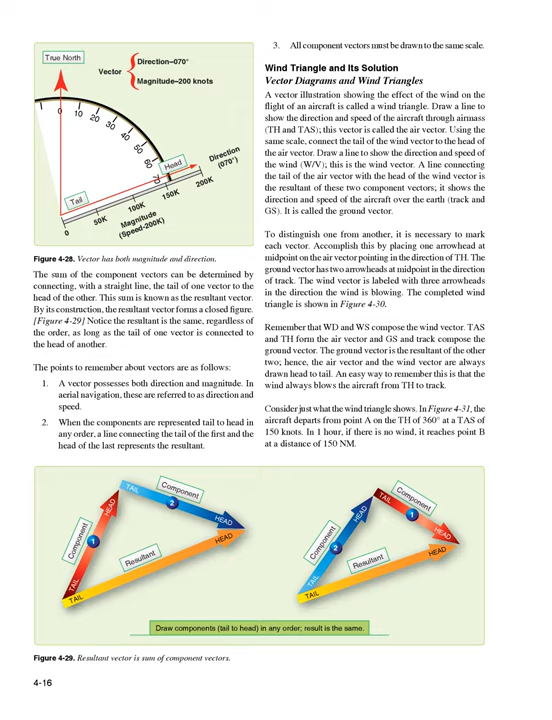 True North
Vector
Direction–070°
Magnitude–200 knots
0
10
20
30
40
50
60
70
Head
Direction
(070°)
Tail
0
50K
100K
150K
200K
Magnitude
(Speed-200K)
Figure 4-28. Vector has both magnitude and direction.
The sum of the component vectors can be determined by
connecting, with a straight line, the tail of one vector to the
head of the other. This sum is known as the resultant vector.
By its construction, the resultant vector forms a closed figure.
[Figure 4-29] Notice the resultant is the same, regardless of
the order, as long as the tail of one vector is connected to
the head of another.
The points to remember about vectors are as follows:
1. A vector possesses both direction and magnitude. In
aerial navigation, these are referred to as direction and
speed.
2. When the components are represented tail to head in
any order, a line connecting the tail of the first and the
head of the last represents the resultant.
3. All component vectors must be drawn to the same scale.
Wind Triangle and Its Solution
Vector Diagrams and Wind Triangles
A vector illustration showing the effect of the wind on the
flight of an aircraft is called a wind triangle. Draw a line to
show the direction and speed of the aircraft through airmass
(TH and TAS); this vector is called the air vector. Using the
same scale, connect the tail of the wind vector to the head of
the air vector. Draw a line to show the direction and speed of
the wind (W/V); this is the wind vector. A line connecting
the tail of the air vector with the head of the wind vector is
the resultant of these two component vectors; it shows the
direction and speed of the aircraft over the earth (track and
GS). It is called the ground vector.
To distinguish one from another, it is necessary to mark
each vector. Accomplish this by placing one arrowhead at
midpoint on the air vector pointing in the direction of TH. The
ground vector has two arrowheads at midpoint in the direction
of track. The wind vector is labeled with three arrowheads
in the direction the wind is blowing. The completed wind
triangle is shown in Figure 4-30.
Remember that WD and WS compose the wind vector. TAS
and TH form the air vector and GS and track compose the
ground vector. The ground vector is the resultant of the other
two; hence, the air vector and the wind vector are always
drawn head to tail. An easy way to remember this is that the
wind always blows the aircraft from TH to track.
Consider just what the wind triangle shows. In Figure 4-31, the
aircraft departs from point A on the TH of 360° at a TAS of
150 knots. In 1 hour, if there is no wind, it reaches point B
at a distance of 150 NM.
TAIL
Component
2
HEAD
HEAD
Component
1
TAIL
HEAD
Resultant
TAIL
TAIL
Component
1
HEAD
HEAD
Component
2
TAIL
HEAD
Resultant
TAIL
Draw components (tail to head) in any order; result is the same.
Figure 4-29. Resultant vector is sum of component vectors.
4-16